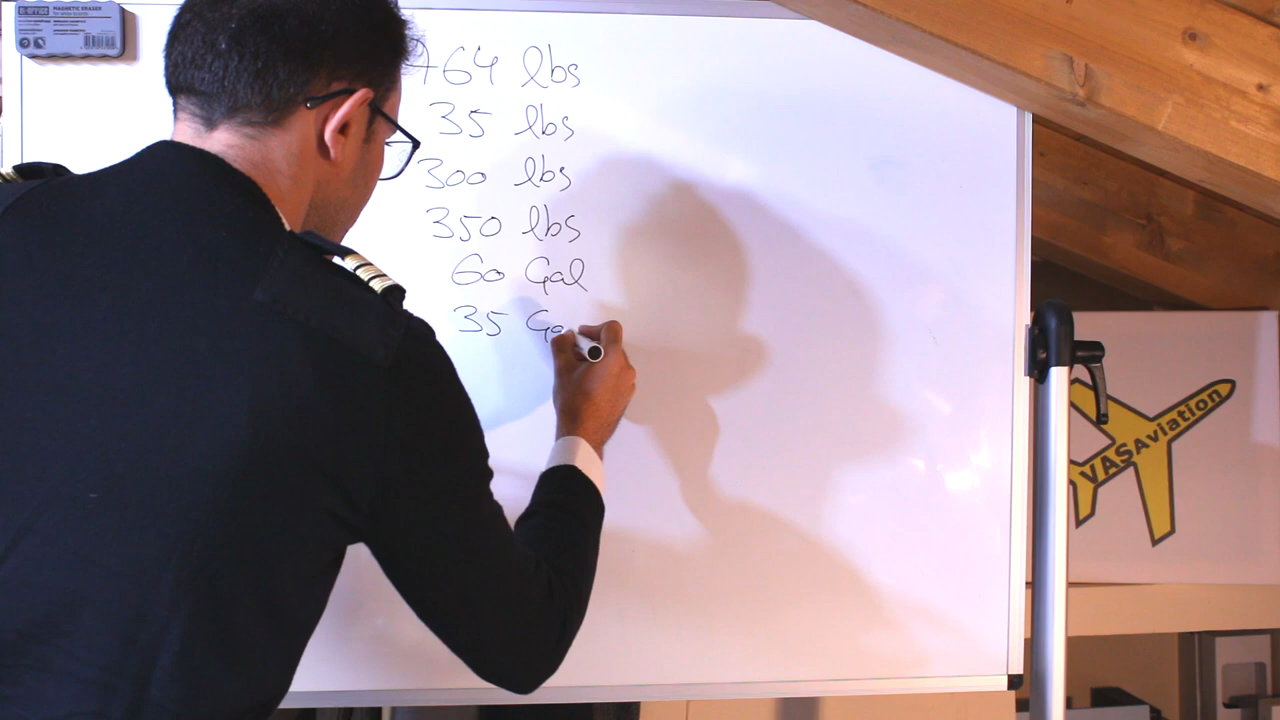 MAGNETIC ERASER
764 lbs
35 lbs
300 lbs
350 lbs
60 Gal
35 Ga
VASAviation